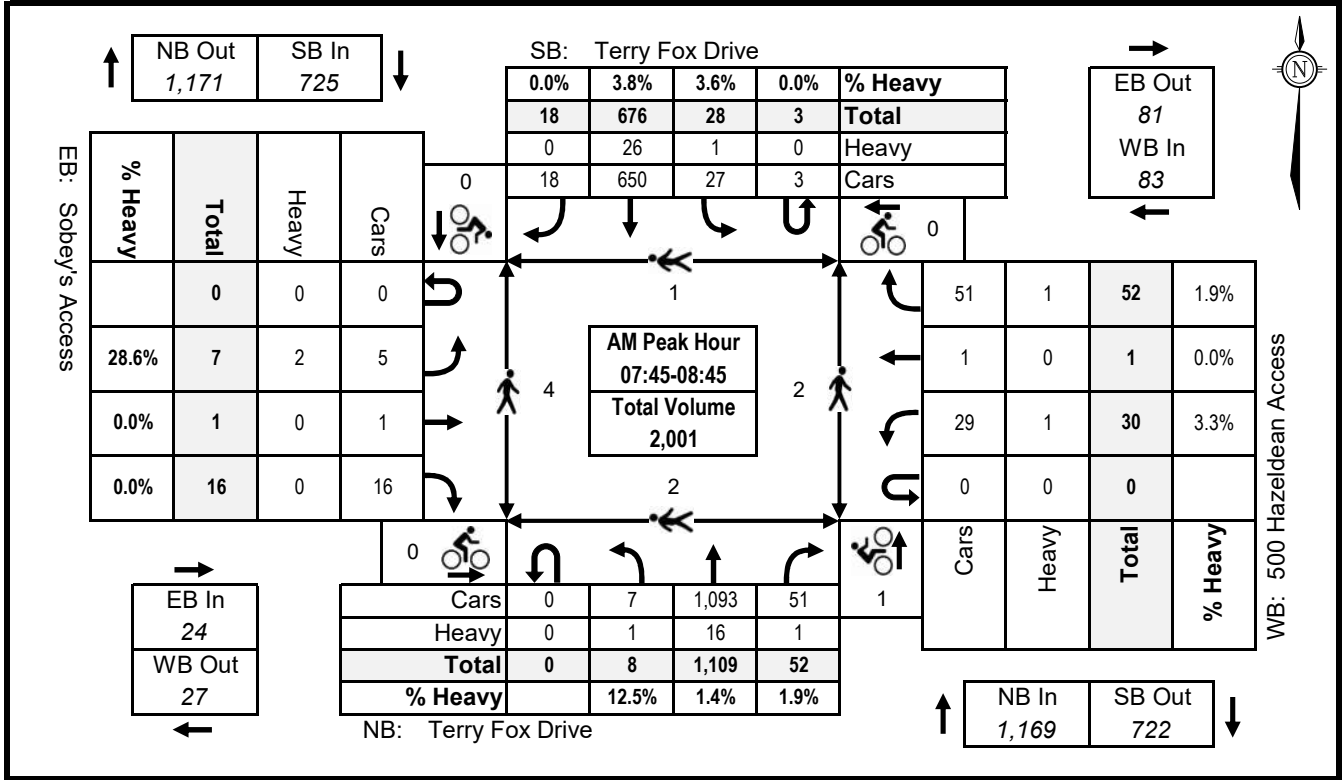 NB Out SB In
1,171 725
SB: Terry Fox Drive
0.0% 3.8% 3.6% 0.0% % Heavy
18 676 28 3 Total
0 26 1 0 Heavy
18 650 27 3 Cars
EB Out
81
WB In
83
N
EB: Sobey's Access
% Heavy Total Heavy Cars
0 0 0
28.6% 7 2 5
0.0% 1 0 1
0.0% 16 0 16
0
0
1
4
AM Peak Hour
07:45-08:45
Total Volume
2,001
2
2
51 1 52 1.9%
1 0 1 0.0%
29 1 30 3.3%
0 0 0
Cars Heavy Total % Heavy
WB: 500 Hazeldean Access
0
1
EB In
24
WB Out
27
Cars 0 7 1,093 51
Heavy 0 1 16 1
Total 0 8 1,109 52
% Heavy 12.5% 1.4% 1.9%
NB: Terry Fox Drive
NB In SB Out
1,169 722